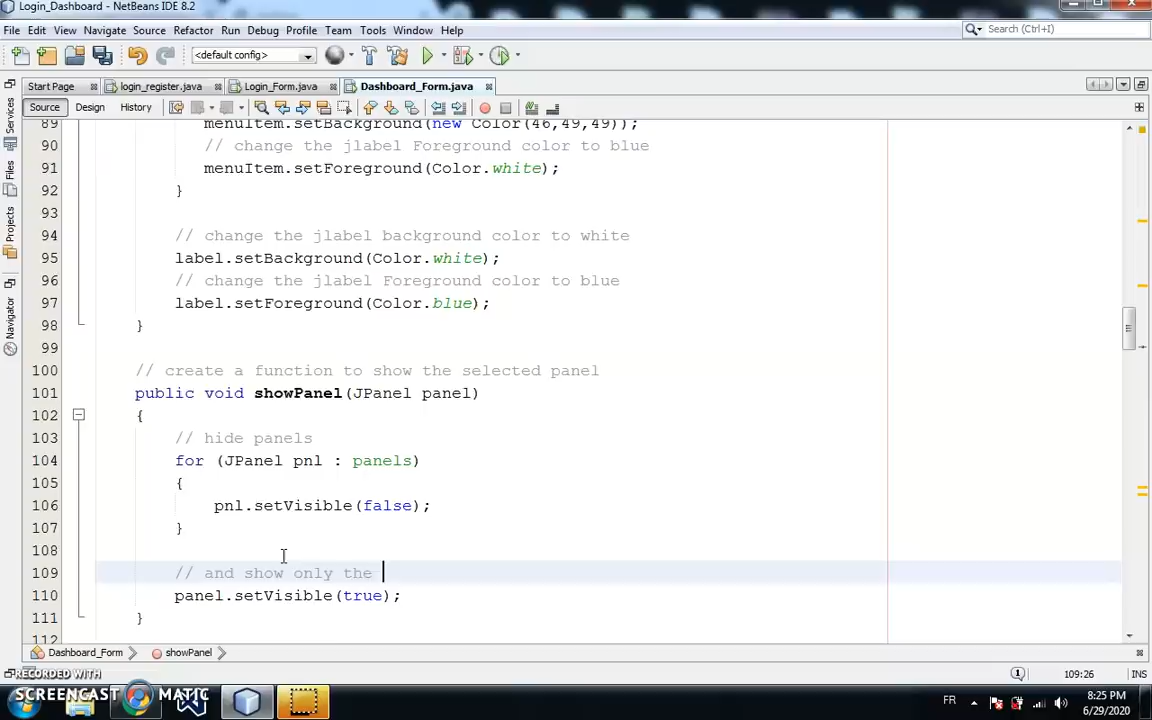 Login_Dashboard - NetBeans IDE 8.2
File Edit View Navigate Source Refactor Run Debug Profile Team Tools Window Help
Search (Ctrl+I)
<default config>
Start Page login_register.java Login_Form.java Dashboard_Form.java
Source Design History
Services
Files
Projects
Navigator
89 menuItem.setBackground(new Color(46,49,49));
90 // change the jlabel Foreground color to blue
91 menuItem.setForeground(Color.white);
92 }
93
94 // change the jlabel background color to white
95 label.setBackground(Color.white);
96 // change the jlabel Foreground color to blue
97 label.setForeground(Color.blue);
98 }
99
100 // create a function to show the selected panel
101 public void showPanel(JPanel panel)
102 {
103 // hide panels
104 for (JPanel pnl : panels)
105 {
106 pnl.setVisible(false);
107 }
108
109 // and show only the
110 panel.setVisible(true);
111 }
112
Dashboard_Form showPanel
1 109:26 INS
RECORDED WITH
SCREENCAST MATIC
FR 8:25 PM
6/29/2020